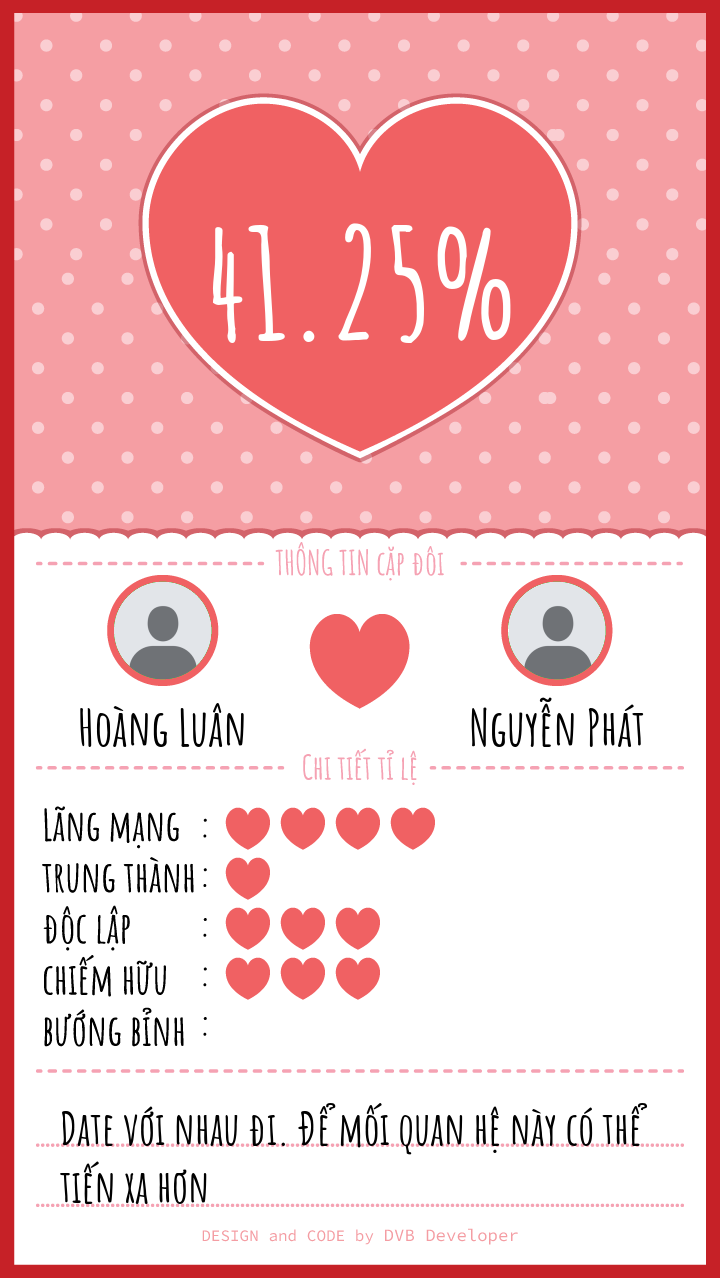 41.25%
THÔNG TIN CẶP ĐÔI
HOÀNG LUÂN
NGUYỄN PHÁT
CHI TIẾT TỈ LỆ
LÃNG MẠNG :
TRUNG THÀNH :
ĐỘC LẬP :
CHIẾM HỮU :
BƯỚNG BỈNH :
DATE VỚI NHAU ĐI. ĐỂ MỐI QUAN HỆ NÀY CÓ THỂ
TIẾN XA HƠN
DESIGN and CODE by DVB Developer